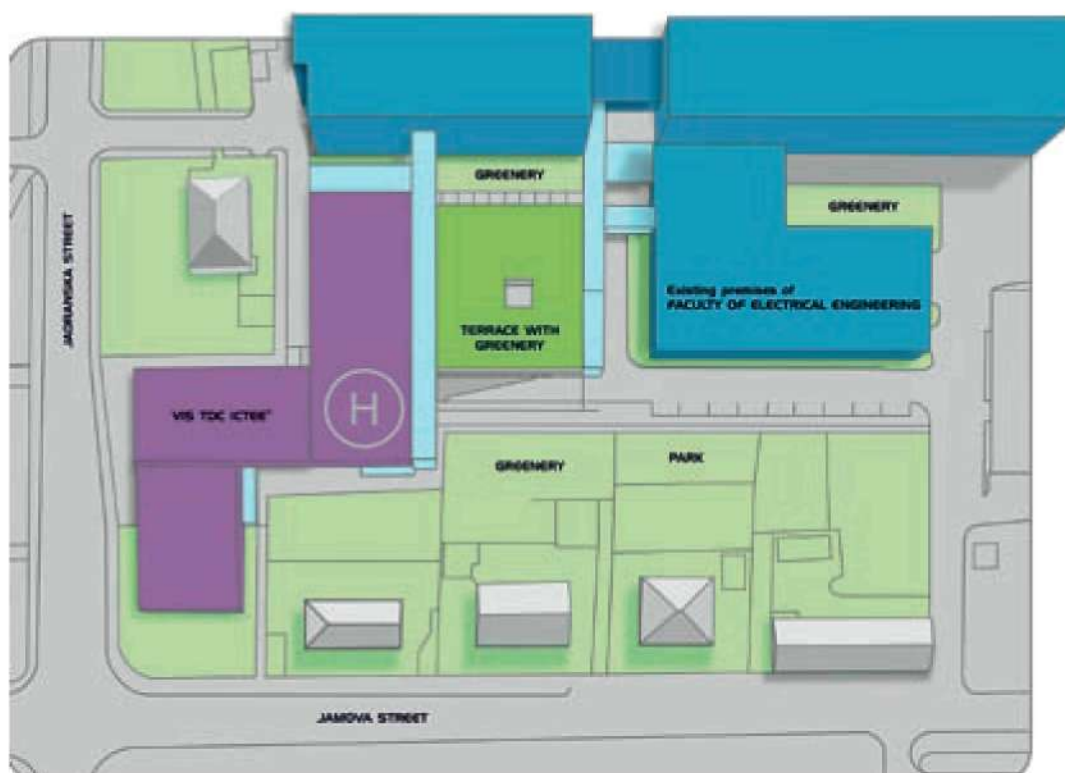 GREENERY
GREENERY
JADRANSKA STREET
Existing premises of
FACULTY OF ELECTRICAL ENGINEERING
TERRACE WITH
GREENERY
H
VIS TDC ICTEE+
GREENERY
PARK
JAMOVA STREET